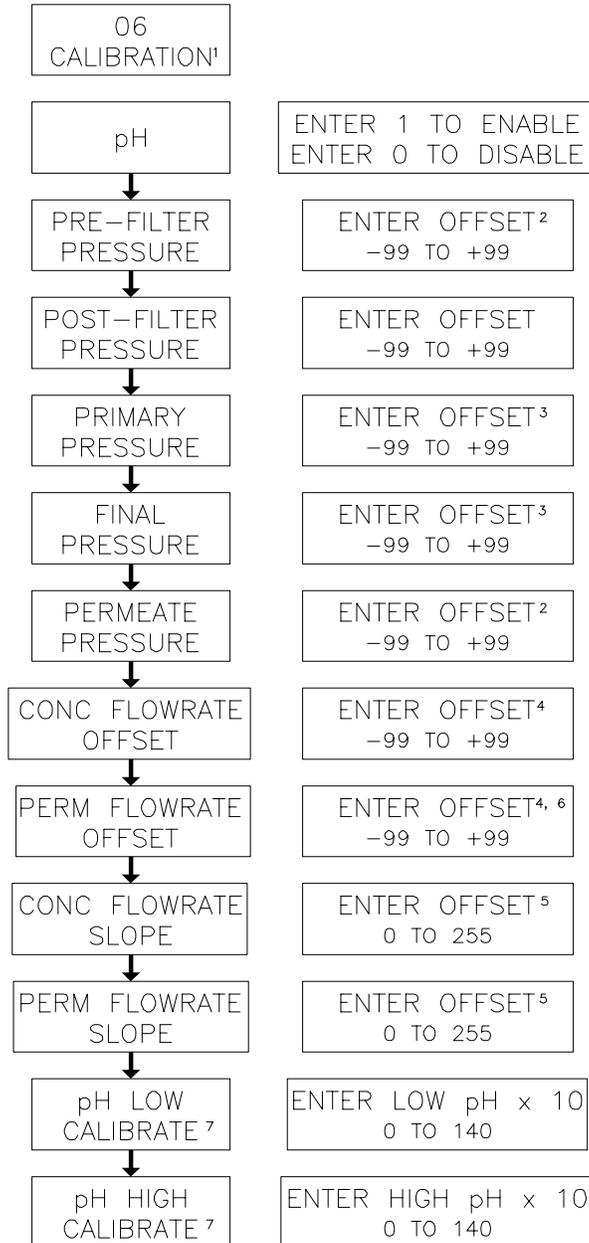 06
CALIBRATION¹
pH
ENTER 1 TO ENABLE
ENTER 0 TO DISABLE
PRE-FILTER
PRESSURE
ENTER OFFSET²
-99 TO +99
POST-FILTER
PRESSURE
ENTER OFFSET
-99 TO +99
PRIMARY
PRESSURE
ENTER OFFSET³
-99 TO +99
FINAL
PRESSURE
ENTER OFFSET³
-99 TO +99
PERMEATE
PRESSURE
ENTER OFFSET²
-99 TO +99
CONC FLOWRATE
OFFSET
ENTER OFFSET⁴
-99 TO +99
PERM FLOWRATE
OFFSET
ENTER OFFSET⁴, ⁶
-99 TO +99
CONC FLOWRATE
SLOPE
ENTER OFFSET⁵
0 TO 255
PERM FLOWRATE
SLOPE
ENTER OFFSET⁵
0 TO 255
pH LOW
CALIBRATE⁷
ENTER LOW pH x 10
0 TO 140
pH HIGH
CALIBRATE⁷
ENTER HIGH pH x 10
0 TO 140